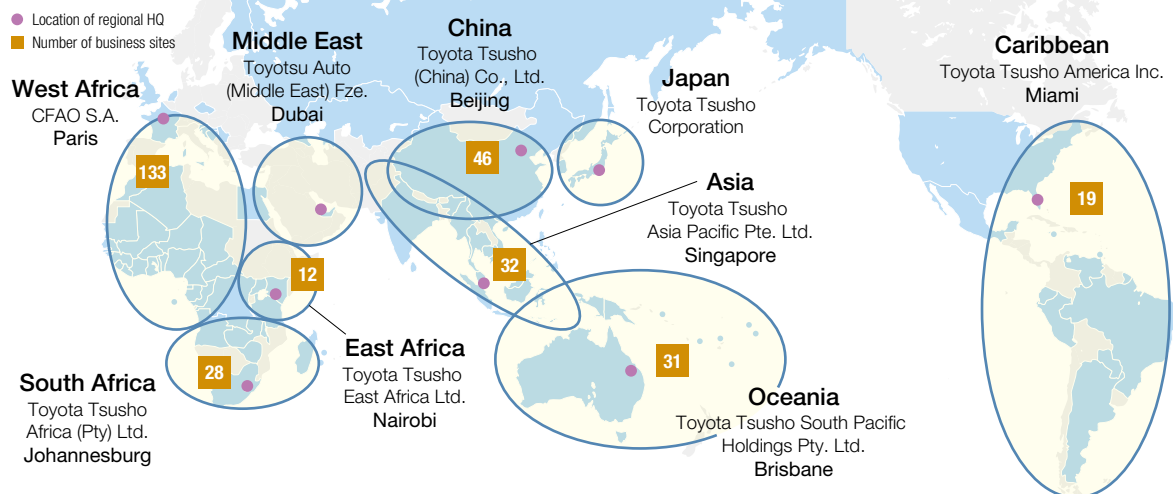 Location of regional HQ
Number of business sites
West Africa
CFAO S.A.
Paris
133
Middle East
Toyotsu Auto
(Middle East) Fze.
Dubai
China
Toyota Tsusho
(China) Co., Ltd.
Beijing
46
Japan
Toyota Tsusho
Corporation
Caribbean
Toyota Tsusho America Inc.
Miami
19
Asia
Toyota Tsusho
Asia Pacific Pte. Ltd.
Singapore
32
12
East Africa
Toyota Tsusho
East Africa Ltd.
Nairobi
28
South Africa
Toyota Tsusho
Africa (Pty) Ltd.
Johannesburg
31
Oceania
Toyota Tsusho South Pacific
Holdings Pty. Ltd.
Brisbane